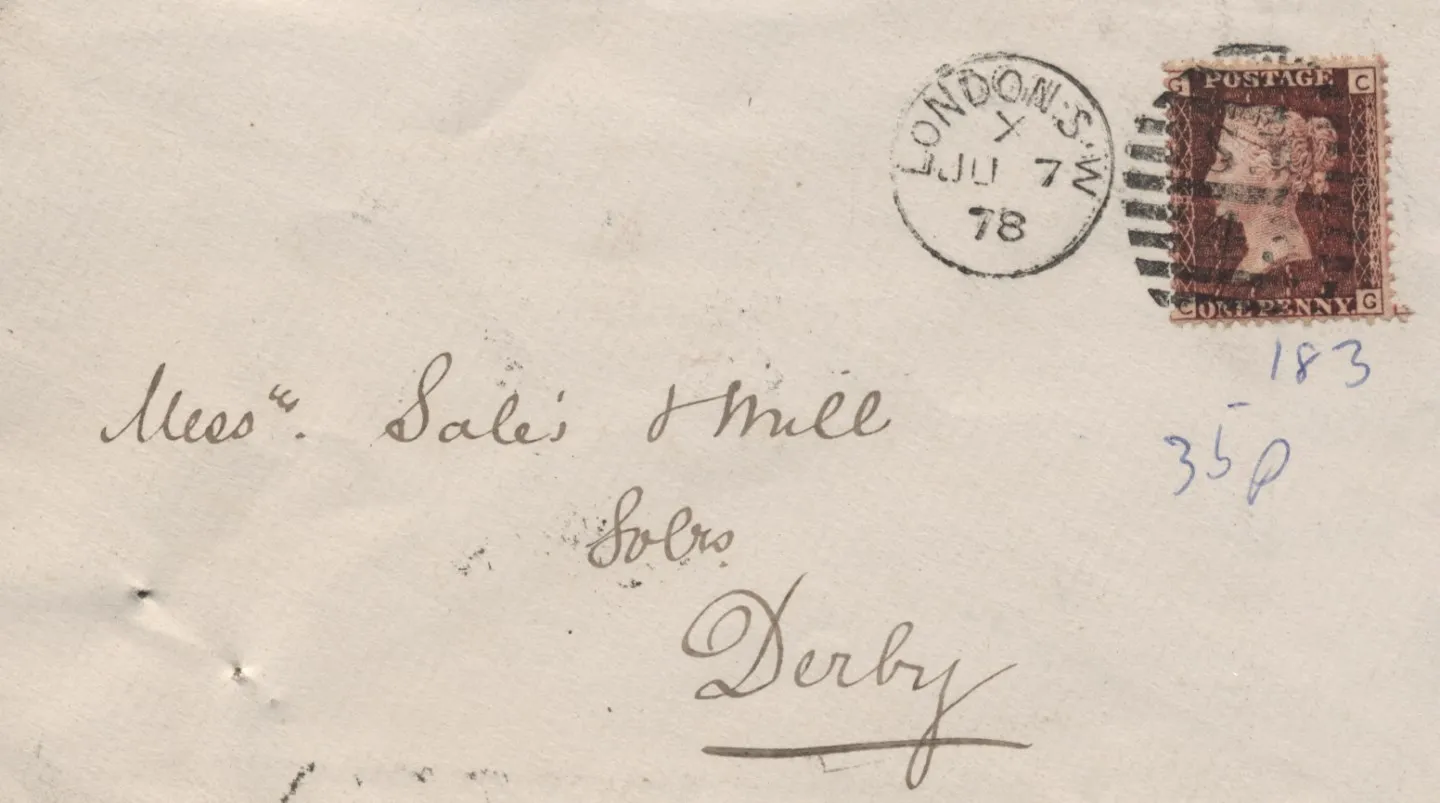 LONDON·S·W
Y
JU 7
78
G POSTAGE C
C ONE PENNY. G
183
35p
Messrs. Sales & Mill
Solrs
Derby